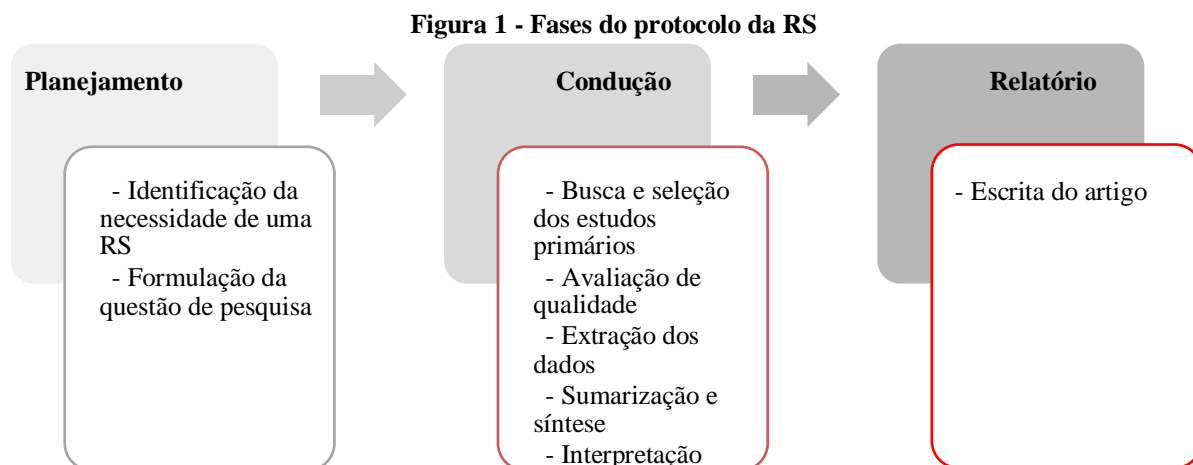 Figura 1 - Fases do protocolo da RS
Planejamento
- Identificação da
necessidade de uma
RS
- Formulação da
questão de pesquisa
Condução
- Busca e seleção
dos estudos
primários
- Avaliação de
qualidade
- Extração dos
dados
- Sumarização e
síntese
- Interpretação
Relatório
- Escrita do artigo